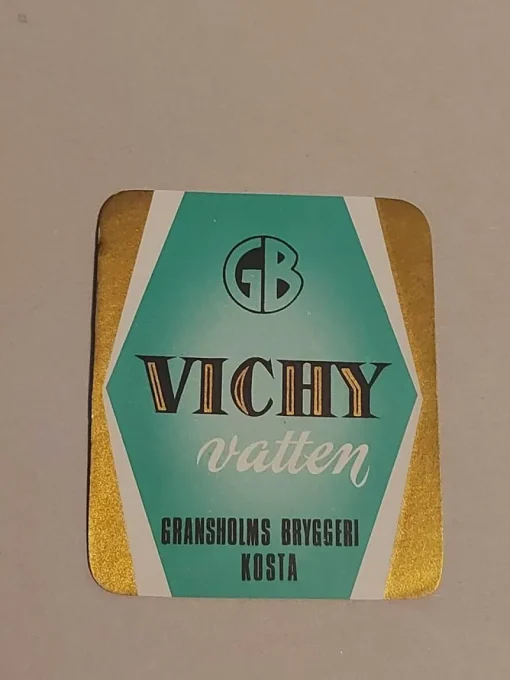 GB
VICHY
vatten
GRANSHOLMS BRYGGERI
KOSTA